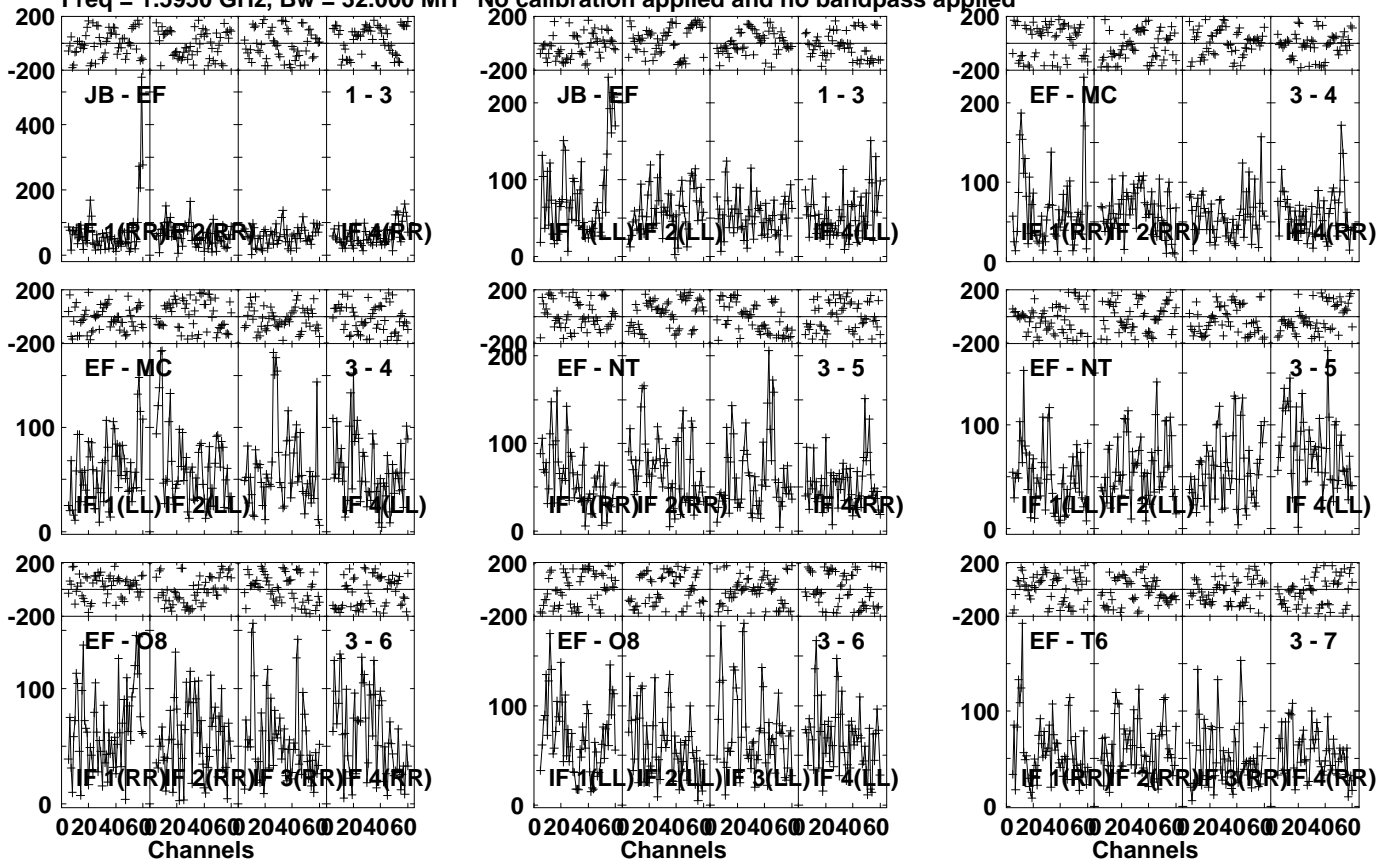 Freq = 1.5950 GHz, Bw = 32.000 MH No calibration applied and no bandpass applied
200
-200
JB - EF 1 - 3
400
200
0
IF 1(RR) IF 2(RR) IF 4(RR)
200
-200
JB - EF 1 - 3
200
100
0
IF 1(LL) IF 2(LL) IF 4(LL)
200
-200
EF - MC 3 - 4
200
100
0
IF 1(RR) IF 2(RR) IF 4(RR)
200
-200
EF - MC 3 - 4
100
0
IF 1(LL) IF 2(LL) IF 4(LL)
200
-200
200
EF - NT 3 - 5
100
0
IF 1(RR) IF 2(RR) IF 4(RR)
200
-200
EF - NT 3 - 5
100
0
IF 1(LL) IF 2(LL) IF 4(LL)
200
-200
EF - O8 3 - 6
100
0
IF 1(RR) IF 2(RR) IF 3(RR) IF 4(RR)
0 20 40 60 0 20 40 60 0 20 40 60 0 20 40 60
Channels
200
-200
EF - O8 3 - 6
100
0
IF 1(LL) IF 2(LL) IF 3(LL) IF 4(LL)
0 20 40 60 0 20 40 60 0 20 40 60 0 20 40 60
Channels
200
-200
EF - T6 3 - 7
100
0
IF 1(RR) IF 2(RR) IF 3(RR) IF 4(RR)
0 20 40 60 0 20 40 60 0 20 40 60 0 20 40 60
Channels